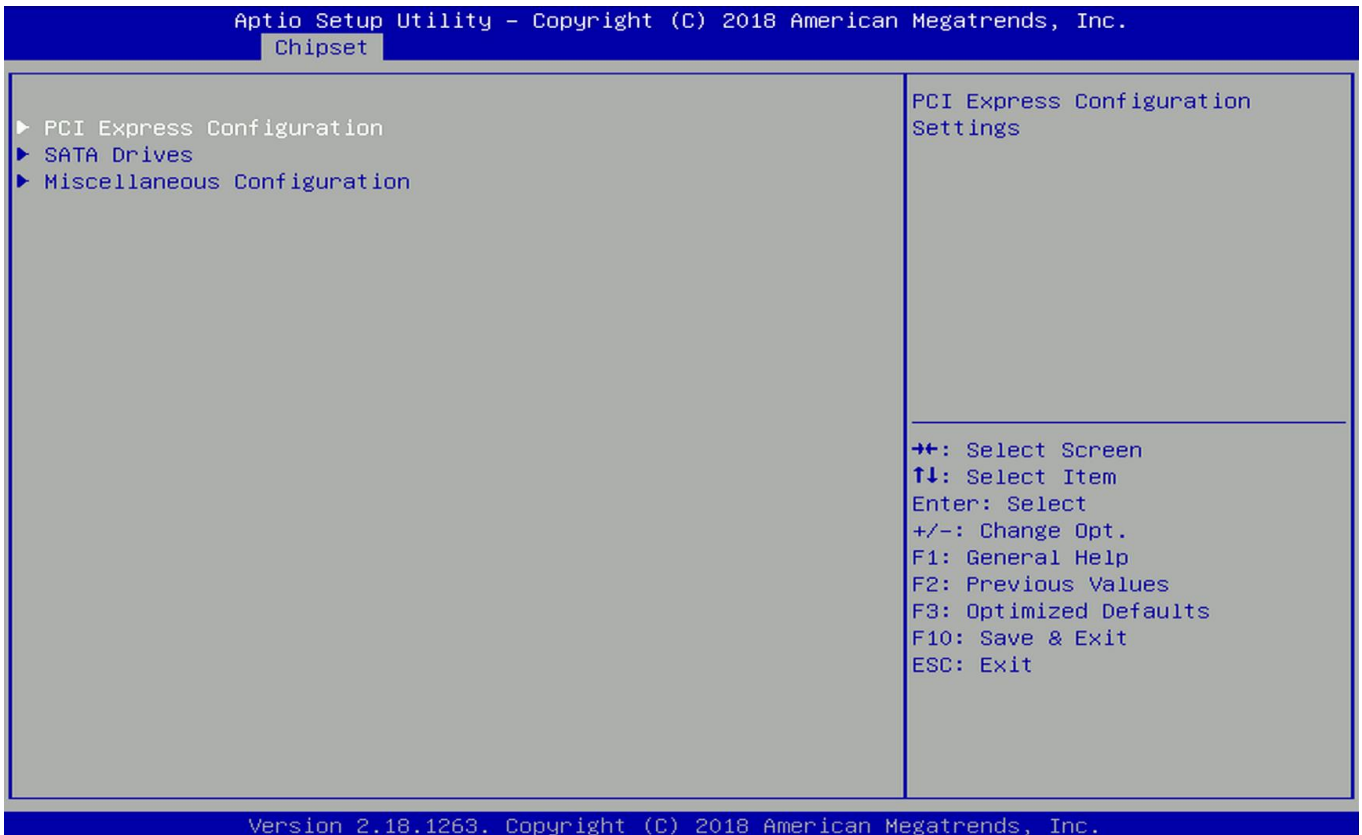 Aptio Setup Utility – Copyright (C) 2018 American Megatrends, Inc.
Chipset
▶ PCI Express Configuration
▶ SATA Drives
▶ Miscellaneous Configuration
PCI Express Configuration
Settings
→←: Select Screen
↑↓: Select Item
Enter: Select
+/-: Change Opt.
F1: General Help
F2: Previous Values
F3: Optimized Defaults
F10: Save & Exit
ESC: Exit
Version 2.18.1263. Copyright (C) 2018 American Megatrends, Inc.